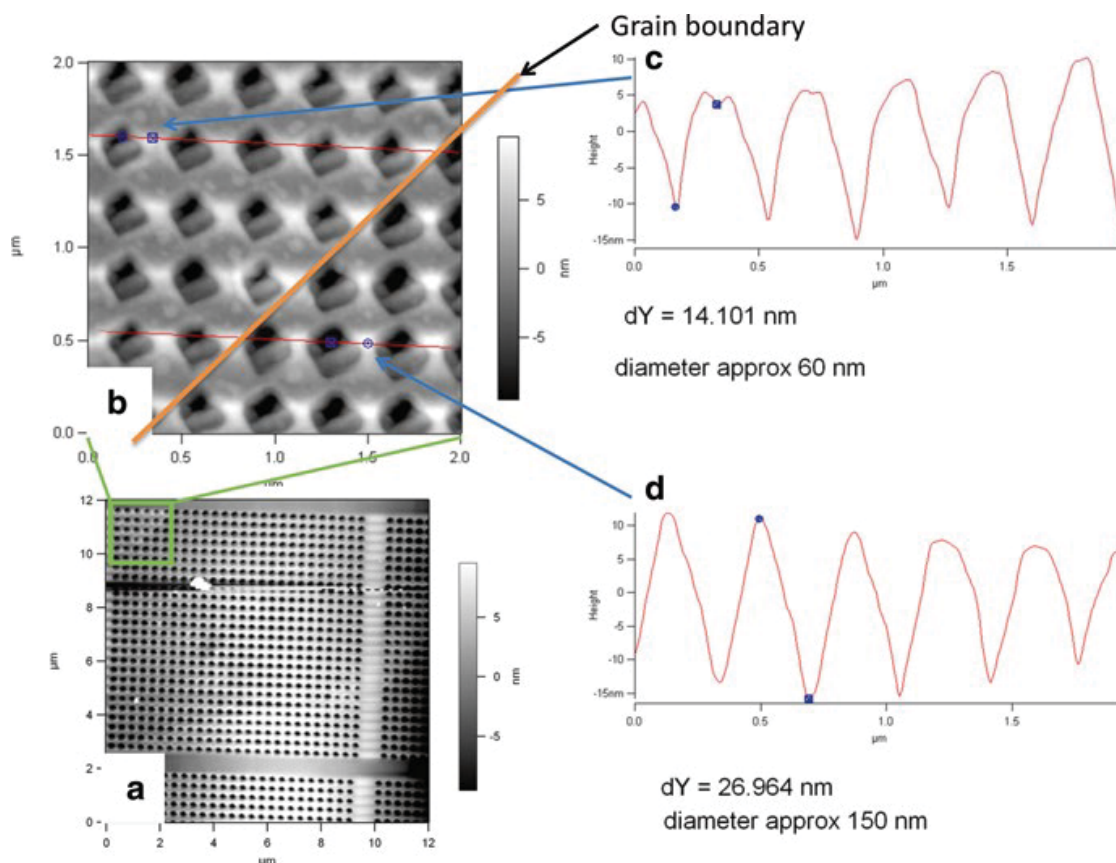 Grain boundary
b
2.0
1.5
1.0
0.5
0.0
µm
0.0 0.5 1.0 1.5 2.0
5
0
-5
nm
c
10
5
0
-5
-10
-15nm
Height
0.0 0.5 1.0 1.5
µm
dY = 14.101 nm
diameter approx 60 nm
a
12
10
8
6
4
2
0
µm
0 2 4 6 8 10 12
µm
5
0
-5
nm
d
10
5
0
-5
-10
-15nm
Height
0.0 0.5 1.0 1.5
µm
dY = 26.964 nm
diameter approx 150 nm